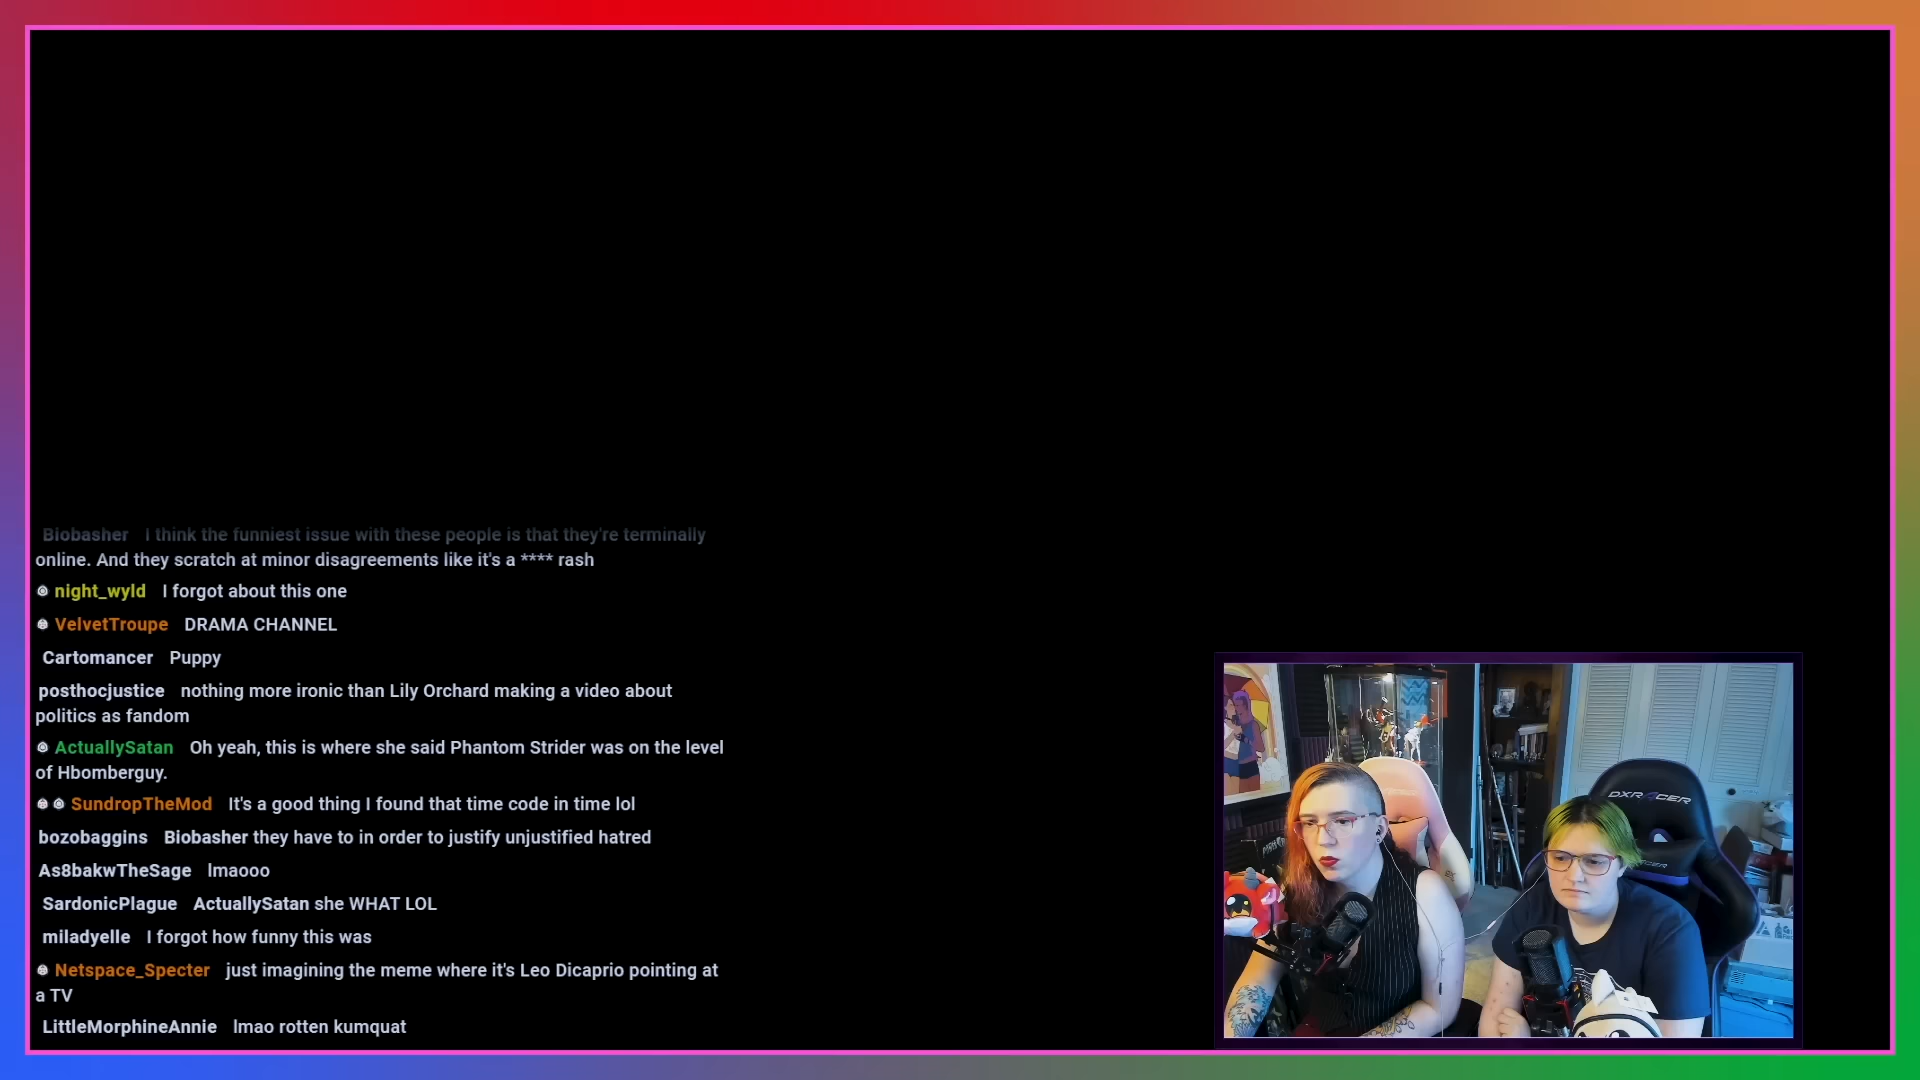 Biobasher I think the funniest issue with these people is that they're terminally
online. And they scratch at minor disagreements like it's a **** rash
night_wyld I forgot about this one
VelvetTroupe DRAMA CHANNEL
Cartomancer Puppy
posthocjustice nothing more ironic than Lily Orchard making a video about
politics as fandom
ActuallySatan Oh yeah, this is where she said Phantom Strider was on the level
of Hbomberguy.
SundropTheMod It's a good thing I found that time code in time lol
bozobaggins Biobasher they have to in order to justify unjustified hatred
As8bakwTheSage lmaooo
SardonicPlague ActuallySatan she WHAT LOL
miladyelle I forgot how funny this was
Netspace_Specter just imagining the meme where it's Leo Dicaprio pointing at
a TV
LittleMorphineAnnie lmao rotten kumquat
DXRACER